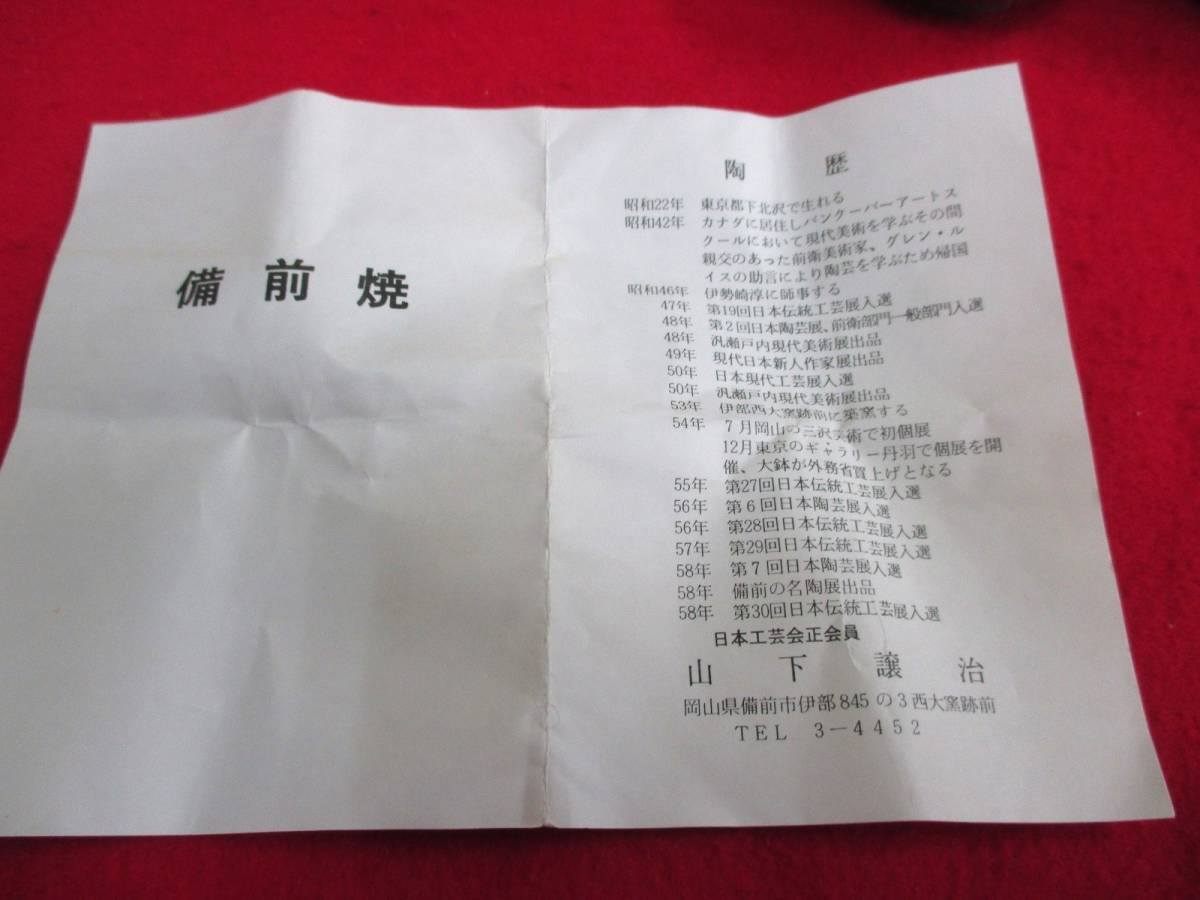 備前焼
陶歴
昭和22年 東京都下北沢で生れる
昭和42年 カナダに居住しバンクーバーアートス
クールにおいて現代美術を学ぶその間
親交のあった前衛美術家、グレン・ル
イスの助言により陶芸を学ぶため帰国
昭和46年 伊勢崎淳に師事する
47年 第19回日本伝統工芸展入選
48年 第2回日本陶芸展、前衛部門一般部門入選
48年 汎瀬戸内現代美術展出品
49年 現代日本新人作家展出品
50年 日本現代工芸展入選
50年 汎瀬戸内現代美術展出品
53年 伊部西大窯跡前に築窯する
54年 7月岡山の三沢美術で初個展
12月東京のギャラリー丹羽で個展を開
催、大鉢が外務省買上げとなる
55年 第27回日本伝統工芸展入選
56年 第6回日本陶芸展入選
56年 第28回日本伝統工芸展入選
57年 第29回日本伝統工芸展入選
58年 第7回日本陶芸展入選
58年 備前の名陶展出品
58年 第30回日本伝統工芸展入選
日本工芸会正会員
山下譲治
岡山県備前市伊部845の3西大窯跡前
TEL 3-4452